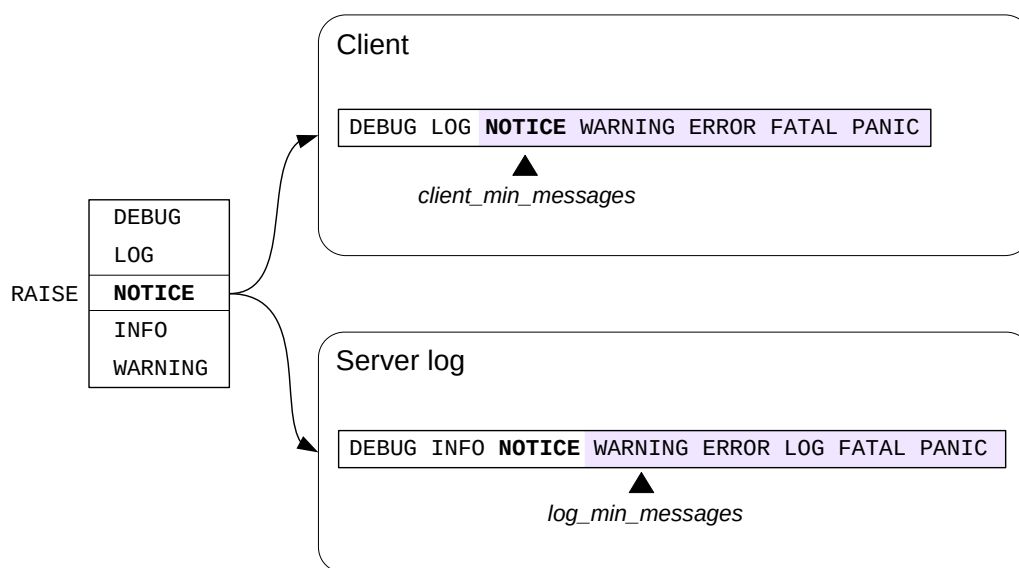 Client
DEBUG LOG NOTICE WARNING ERROR FATAL PANIC
client_min_messages
DEBUG
LOG
RAISE NOTICE
INFO
WARNING
Server log
DEBUG INFO NOTICE WARNING ERROR LOG FATAL PANIC
log_min_messages